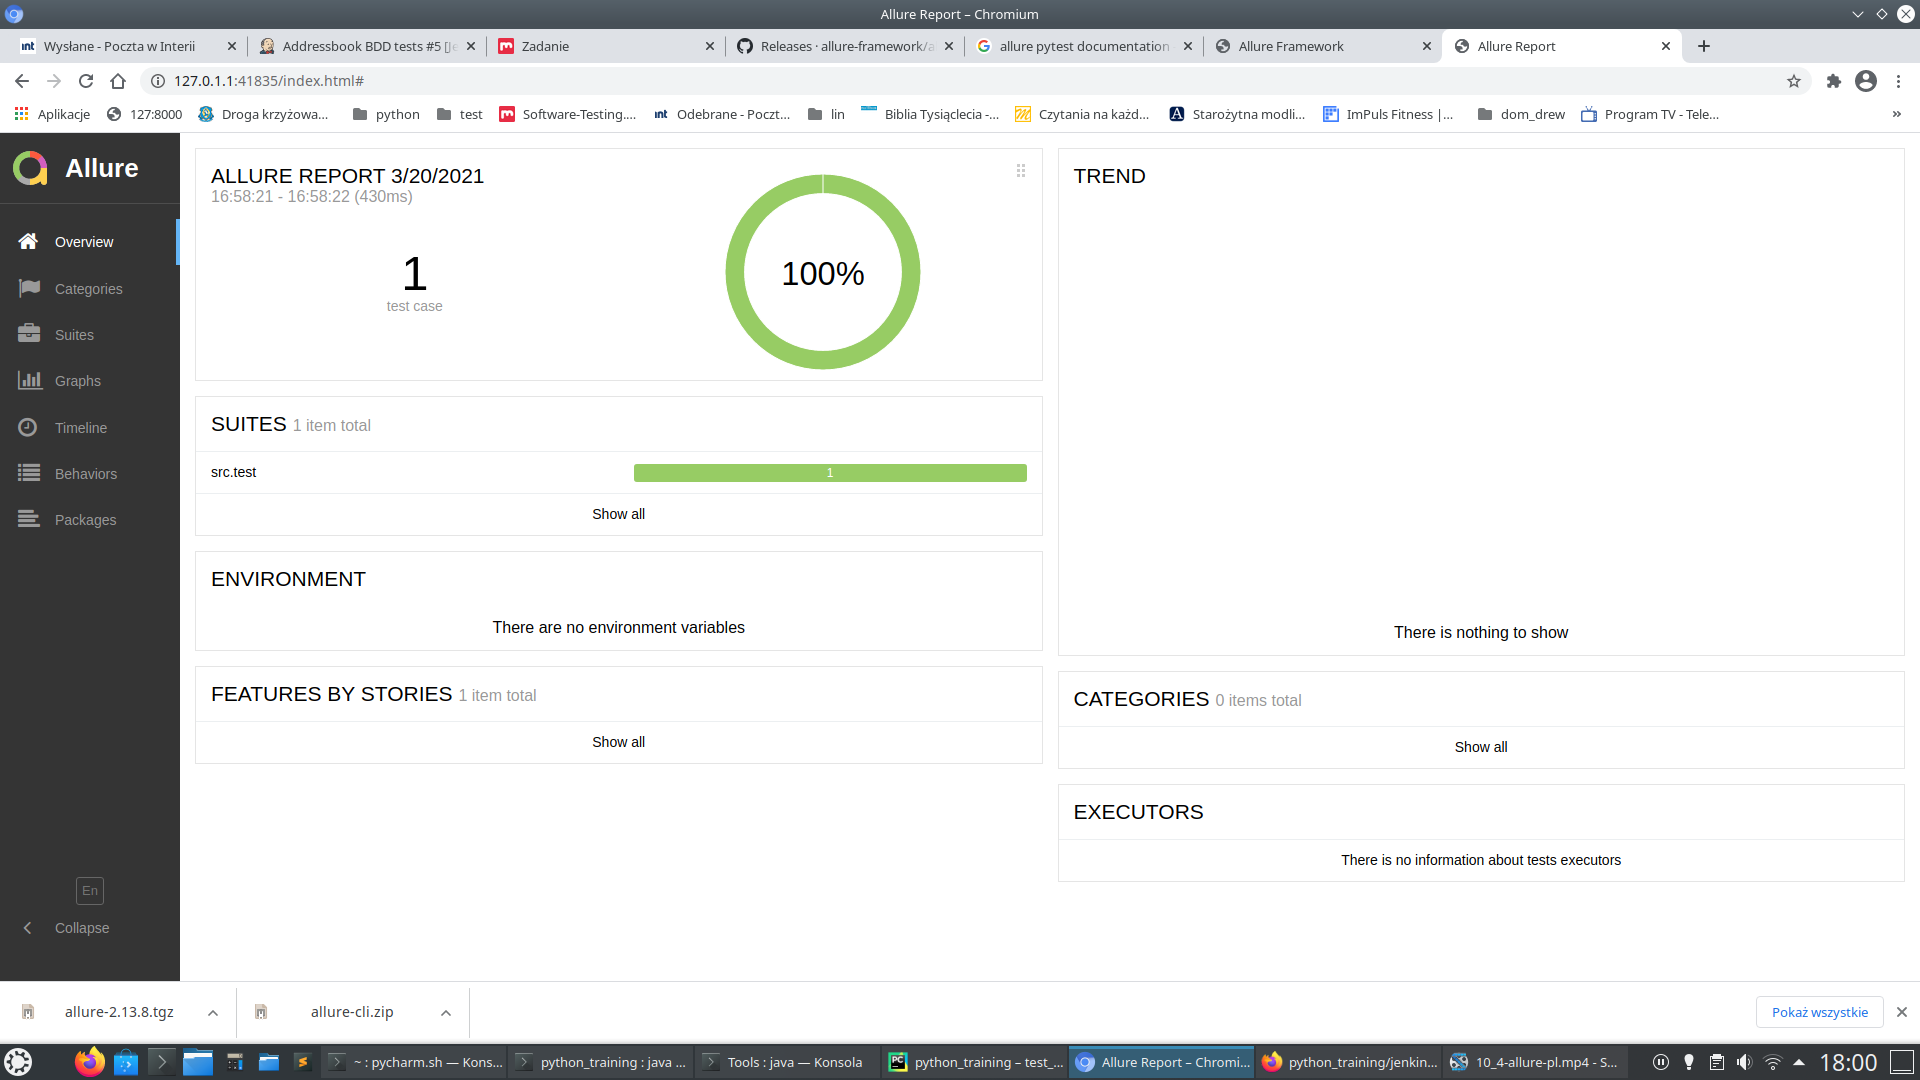 Allure Report – Chromium
Wysłane - Poczta w Interii
Addressbook BDD tests #5 [Je
Zadanie
Releases · allure-framework/a
allure pytest documentation
Allure Framework
Allure Report
127.0.1.1:41835/index.html#
Aplikacje
127:8000
Droga krzyżowa...
python
test
Software-Testing....
Odebrane - Poczt...
lin
Biblia Tysiąclecia -...
Czytania na każd...
Starożytna modli...
ImPuls Fitness |...
dom_drew
Program TV - Tele...
»
Allure
Overview
Categories
Suites
Graphs
Timeline
Behaviors
Packages
En
Collapse
ALLURE REPORT 3/20/2021
16:58:21 - 16:58:22 (430ms)
1
test case
100%
SUITES 1 item total
src.test
1
Show all
ENVIRONMENT
There are no environment variables
FEATURES BY STORIES 1 item total
Show all
TREND
There is nothing to show
CATEGORIES 0 items total
Show all
EXECUTORS
There is no information about tests executors
allure-2.13.8.tgz
allure-cli.zip
Pokaż wszystkie
~ : pycharm.sh — Kons...
python_training : java ...
Tools : java — Konsola
python_training – test_...
Allure Report – Chromi...
python_training/jenkin...
10_4-allure-pl.mp4 - S...
18:00